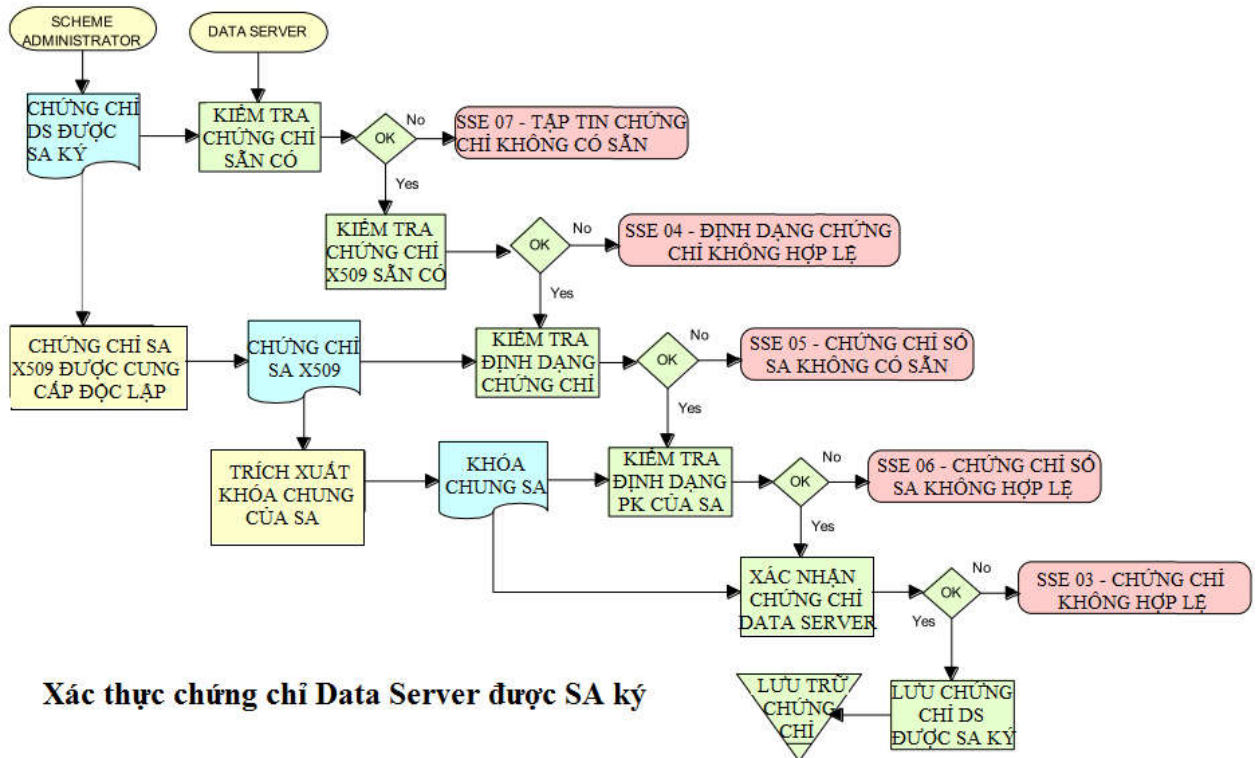 SCHEME
ADMINISTRATOR
DATA SERVER
CHỨNG CHỈ
DS ĐƯỢC
SA KÝ
KIỂM TRA
CHỨNG CHỈ
SẴN CÓ
OK
No
SSE 07 - TẬP TIN CHỨNG
CHỈ KHÔNG CÓ SẴN
Yes
KIỂM TRA
CHỨNG CHỈ
X509 SẴN CÓ
OK
No
SSE 04 - ĐỊNH DẠNG CHỨNG
CHỈ KHÔNG HỢP LỆ
Yes
CHỨNG CHỈ SA
X509 ĐƯỢC CUNG
CẤP ĐỘC LẬP
CHỨNG CHỈ
SA X509
KIỂM TRA
ĐỊNH DẠNG
CHỨNG CHỈ
OK
No
SSE 05 - CHỨNG CHỈ SỐ
SA KHÔNG CÓ SẴN
Yes
TRÍCH XUẤT
KHÓA CHUNG
CỦA SA
KHÓA
CHUNG SA
KIỂM TRA
ĐỊNH DẠNG
PK CỦA SA
OK
No
SSE 06 - CHỨNG CHỈ SỐ
SA KHÔNG HỢP LỆ
Yes
XÁC NHẬN
CHỨNG CHỈ
DATA SERVER
OK
No
SSE 03 - CHỨNG CHỈ
KHÔNG HỢP LỆ
Yes
Xác thực chứng chỉ Data Server được SA ký
LƯU TRỮ
CHỨNG
CHỈ
LƯU CHỨNG
CHỈ DS
ĐƯỢC SA KÝ